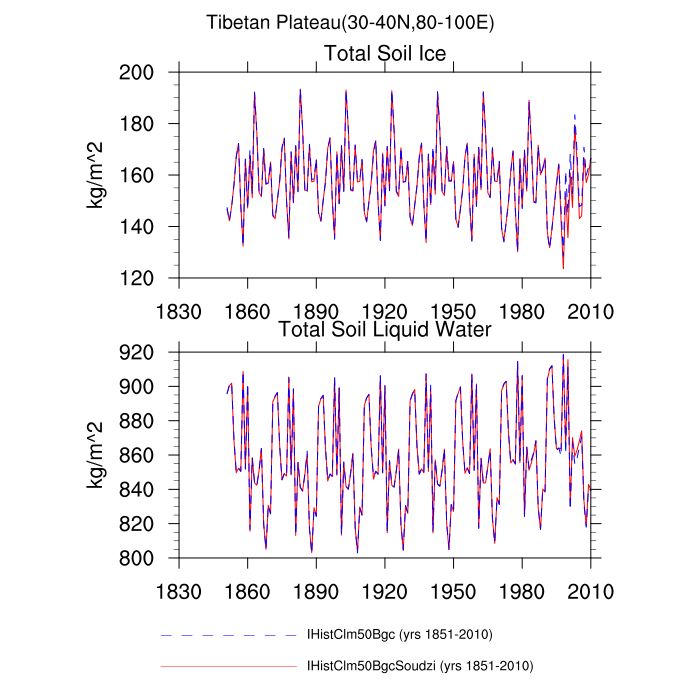 Tibetan Plateau(30-40N,80-100E)
Total Soil Ice
200
180
160
140
120
kg/m^2
1830 1860 1890 1920 1950 1980 2010
Total Soil Liquid Water
920
900
880
860
840
820
800
kg/m^2
1830 1860 1890 1920 1950 1980 2010
IHistClm50Bgc (yrs 1851-2010)
IHistClm50BgcSoudzi (yrs 1851-2010)